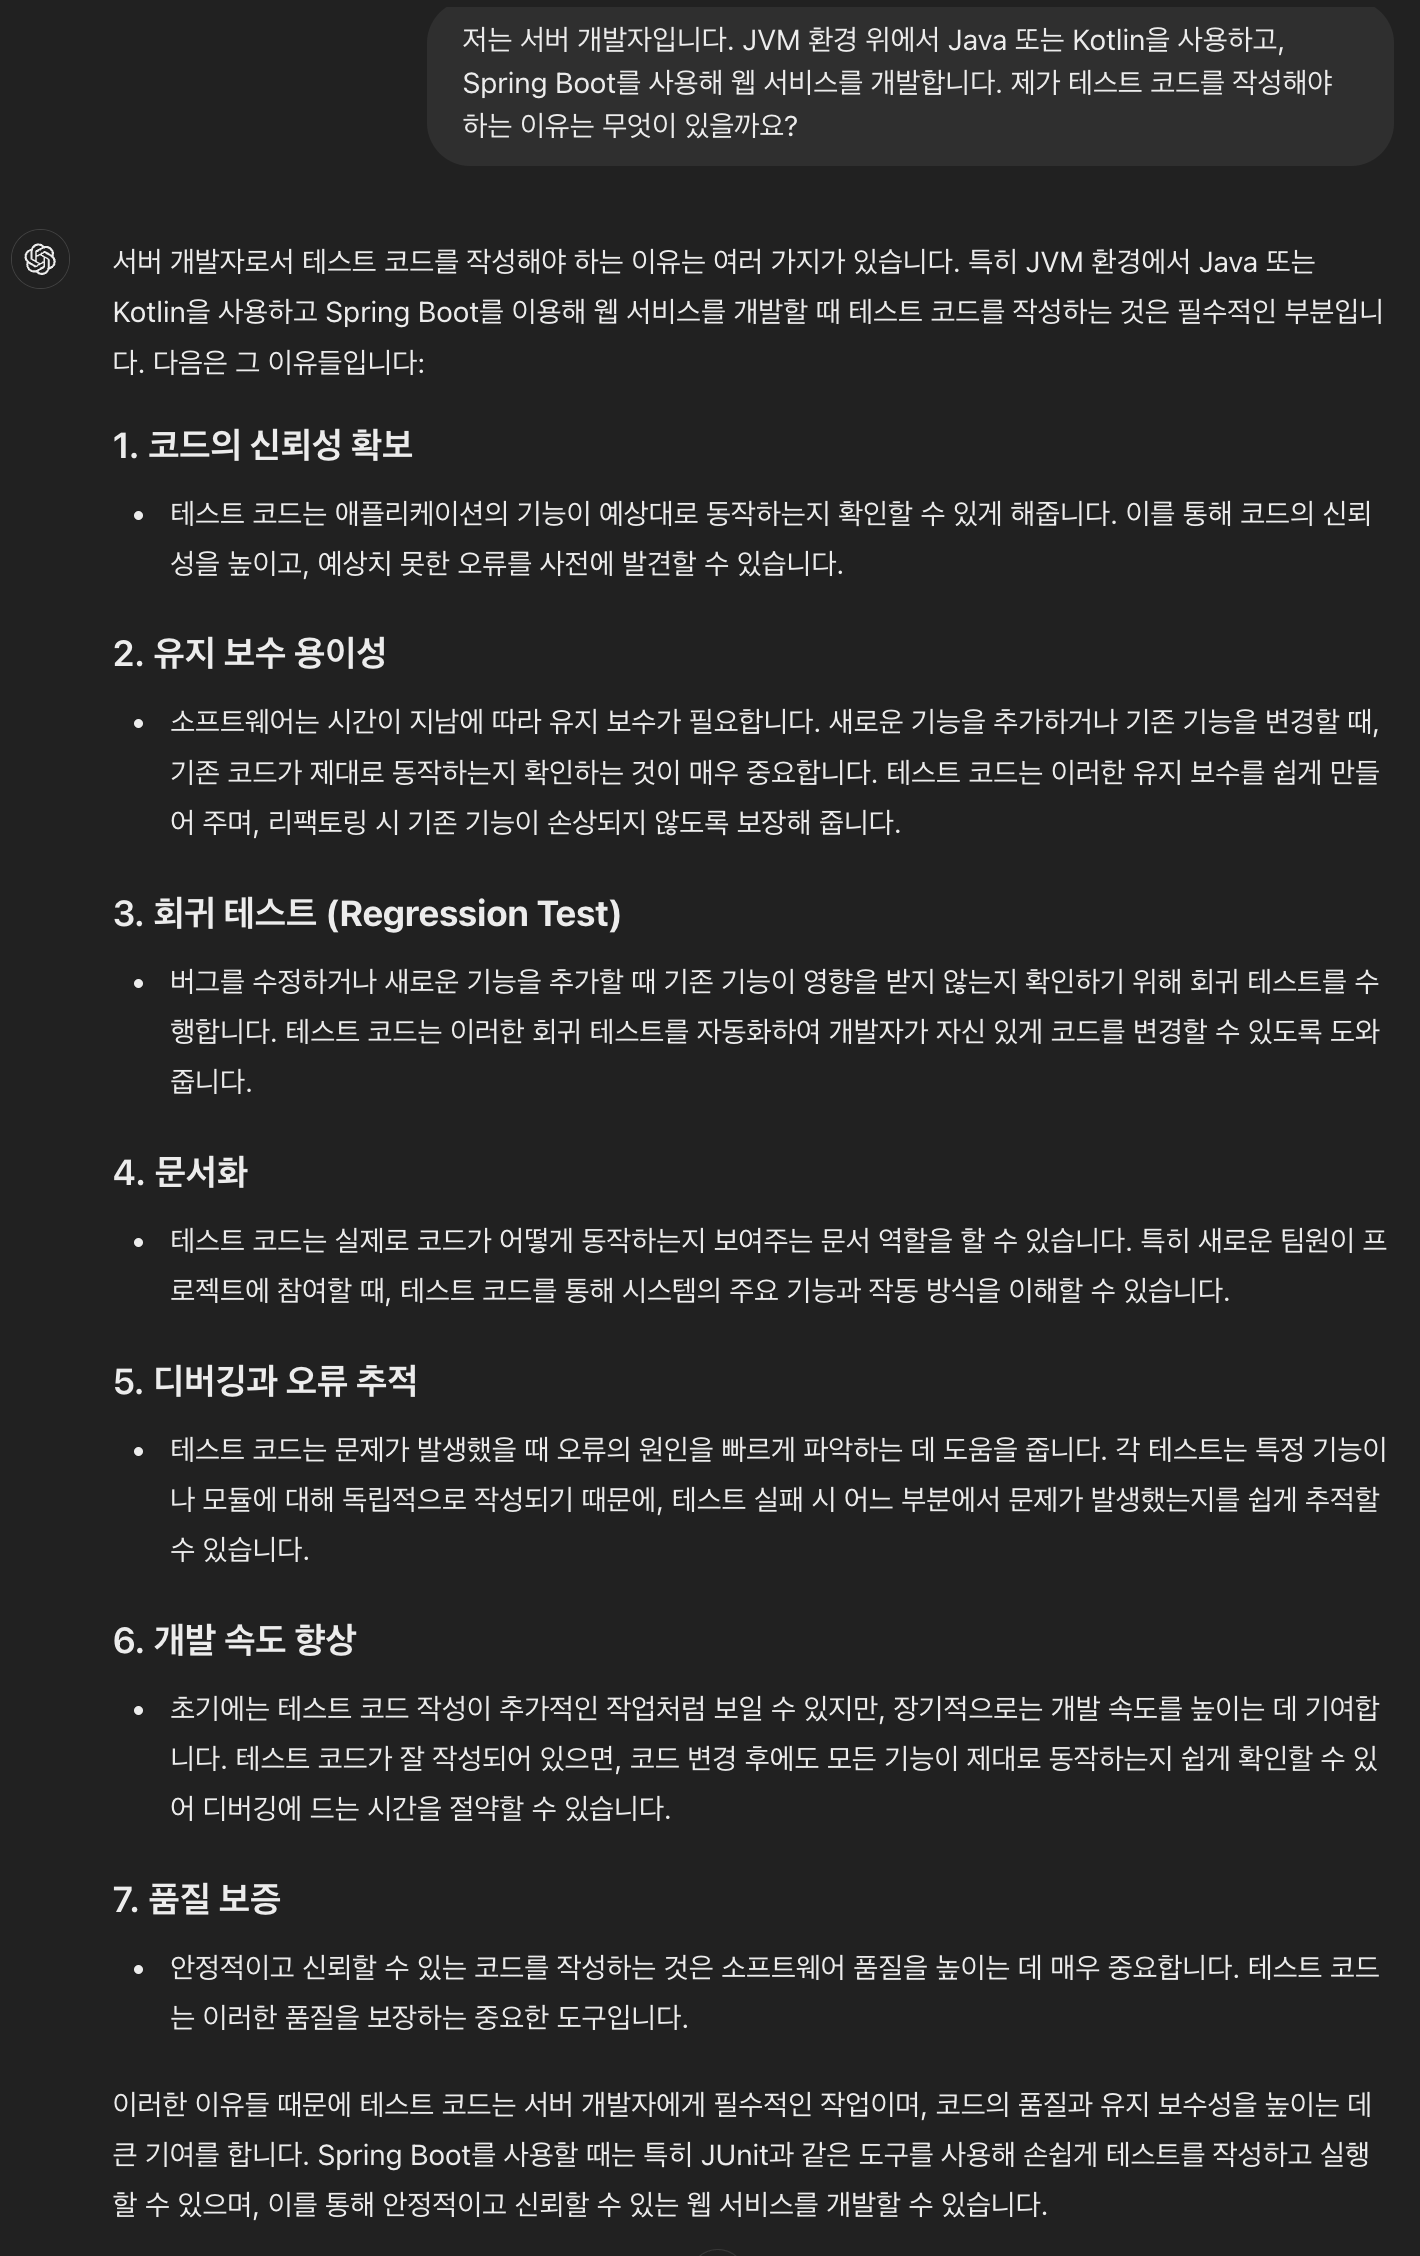 저는 서버 개발자입니다. JVM 환경 위에서 Java 또는 Kotlin을 사용하고,
Spring Boot를 사용해 웹 서비스를 개발합니다. 제가 테스트 코드를 작성해야
하는 이유는 무엇이 있을까요?
서버 개발자로서 테스트 코드를 작성해야 하는 이유는 여러 가지가 있습니다. 특히 JVM 환경에서 Java 또는
Kotlin을 사용하고 Spring Boot를 이용해 웹 서비스를 개발할 때 테스트 코드를 작성하는 것은 필수적인 부분입니
다. 다음은 그 이유들입니다:
1. 코드의 신뢰성 확보
• 테스트 코드는 애플리케이션의 기능이 예상대로 동작하는지 확인할 수 있게 해줍니다. 이를 통해 코드의 신뢰
성을 높이고, 예상치 못한 오류를 사전에 발견할 수 있습니다.
2. 유지 보수 용이성
• 소프트웨어는 시간이 지남에 따라 유지 보수가 필요합니다. 새로운 기능을 추가하거나 기존 기능을 변경할 때,
기존 코드가 제대로 동작하는지 확인하는 것이 매우 중요합니다. 테스트 코드는 이러한 유지 보수를 쉽게 만들
어 주며, 리팩토링 시 기존 기능이 손상되지 않도록 보장해 줍니다.
3. 회귀 테스트 (Regression Test)
• 버그를 수정하거나 새로운 기능을 추가할 때 기존 기능이 영향을 받지 않는지 확인하기 위해 회귀 테스트를 수
행합니다. 테스트 코드는 이러한 회귀 테스트를 자동화하여 개발자가 자신 있게 코드를 변경할 수 있도록 도와
줍니다.
4. 문서화
• 테스트 코드는 실제로 코드가 어떻게 동작하는지 보여주는 문서 역할을 할 수 있습니다. 특히 새로운 팀원이 프
로젝트에 참여할 때, 테스트 코드를 통해 시스템의 주요 기능과 작동 방식을 이해할 수 있습니다.
5. 디버깅과 오류 추적
• 테스트 코드는 문제가 발생했을 때 오류의 원인을 빠르게 파악하는 데 도움을 줍니다. 각 테스트는 특정 기능이
나 모듈에 대해 독립적으로 작성되기 때문에, 테스트 실패 시 어느 부분에서 문제가 발생했는지를 쉽게 추적할
수 있습니다.
6. 개발 속도 향상
• 초기에는 테스트 코드 작성이 추가적인 작업처럼 보일 수 있지만, 장기적으로는 개발 속도를 높이는 데 기여합
니다. 테스트 코드가 잘 작성되어 있으면, 코드 변경 후에도 모든 기능이 제대로 동작하는지 쉽게 확인할 수 있
어 디버깅에 드는 시간을 절약할 수 있습니다.
7. 품질 보증
• 안정적이고 신뢰할 수 있는 코드를 작성하는 것은 소프트웨어 품질을 높이는 데 매우 중요합니다. 테스트 코드
는 이러한 품질을 보장하는 중요한 도구입니다.
이러한 이유들 때문에 테스트 코드는 서버 개발자에게 필수적인 작업이며, 코드의 품질과 유지 보수성을 높이는 데
큰 기여를 합니다. Spring Boot를 사용할 때는 특히 JUnit과 같은 도구를 사용해 손쉽게 테스트를 작성하고 실행
할 수 있으며, 이를 통해 안정적이고 신뢰할 수 있는 웹 서비스를 개발할 수 있습니다.